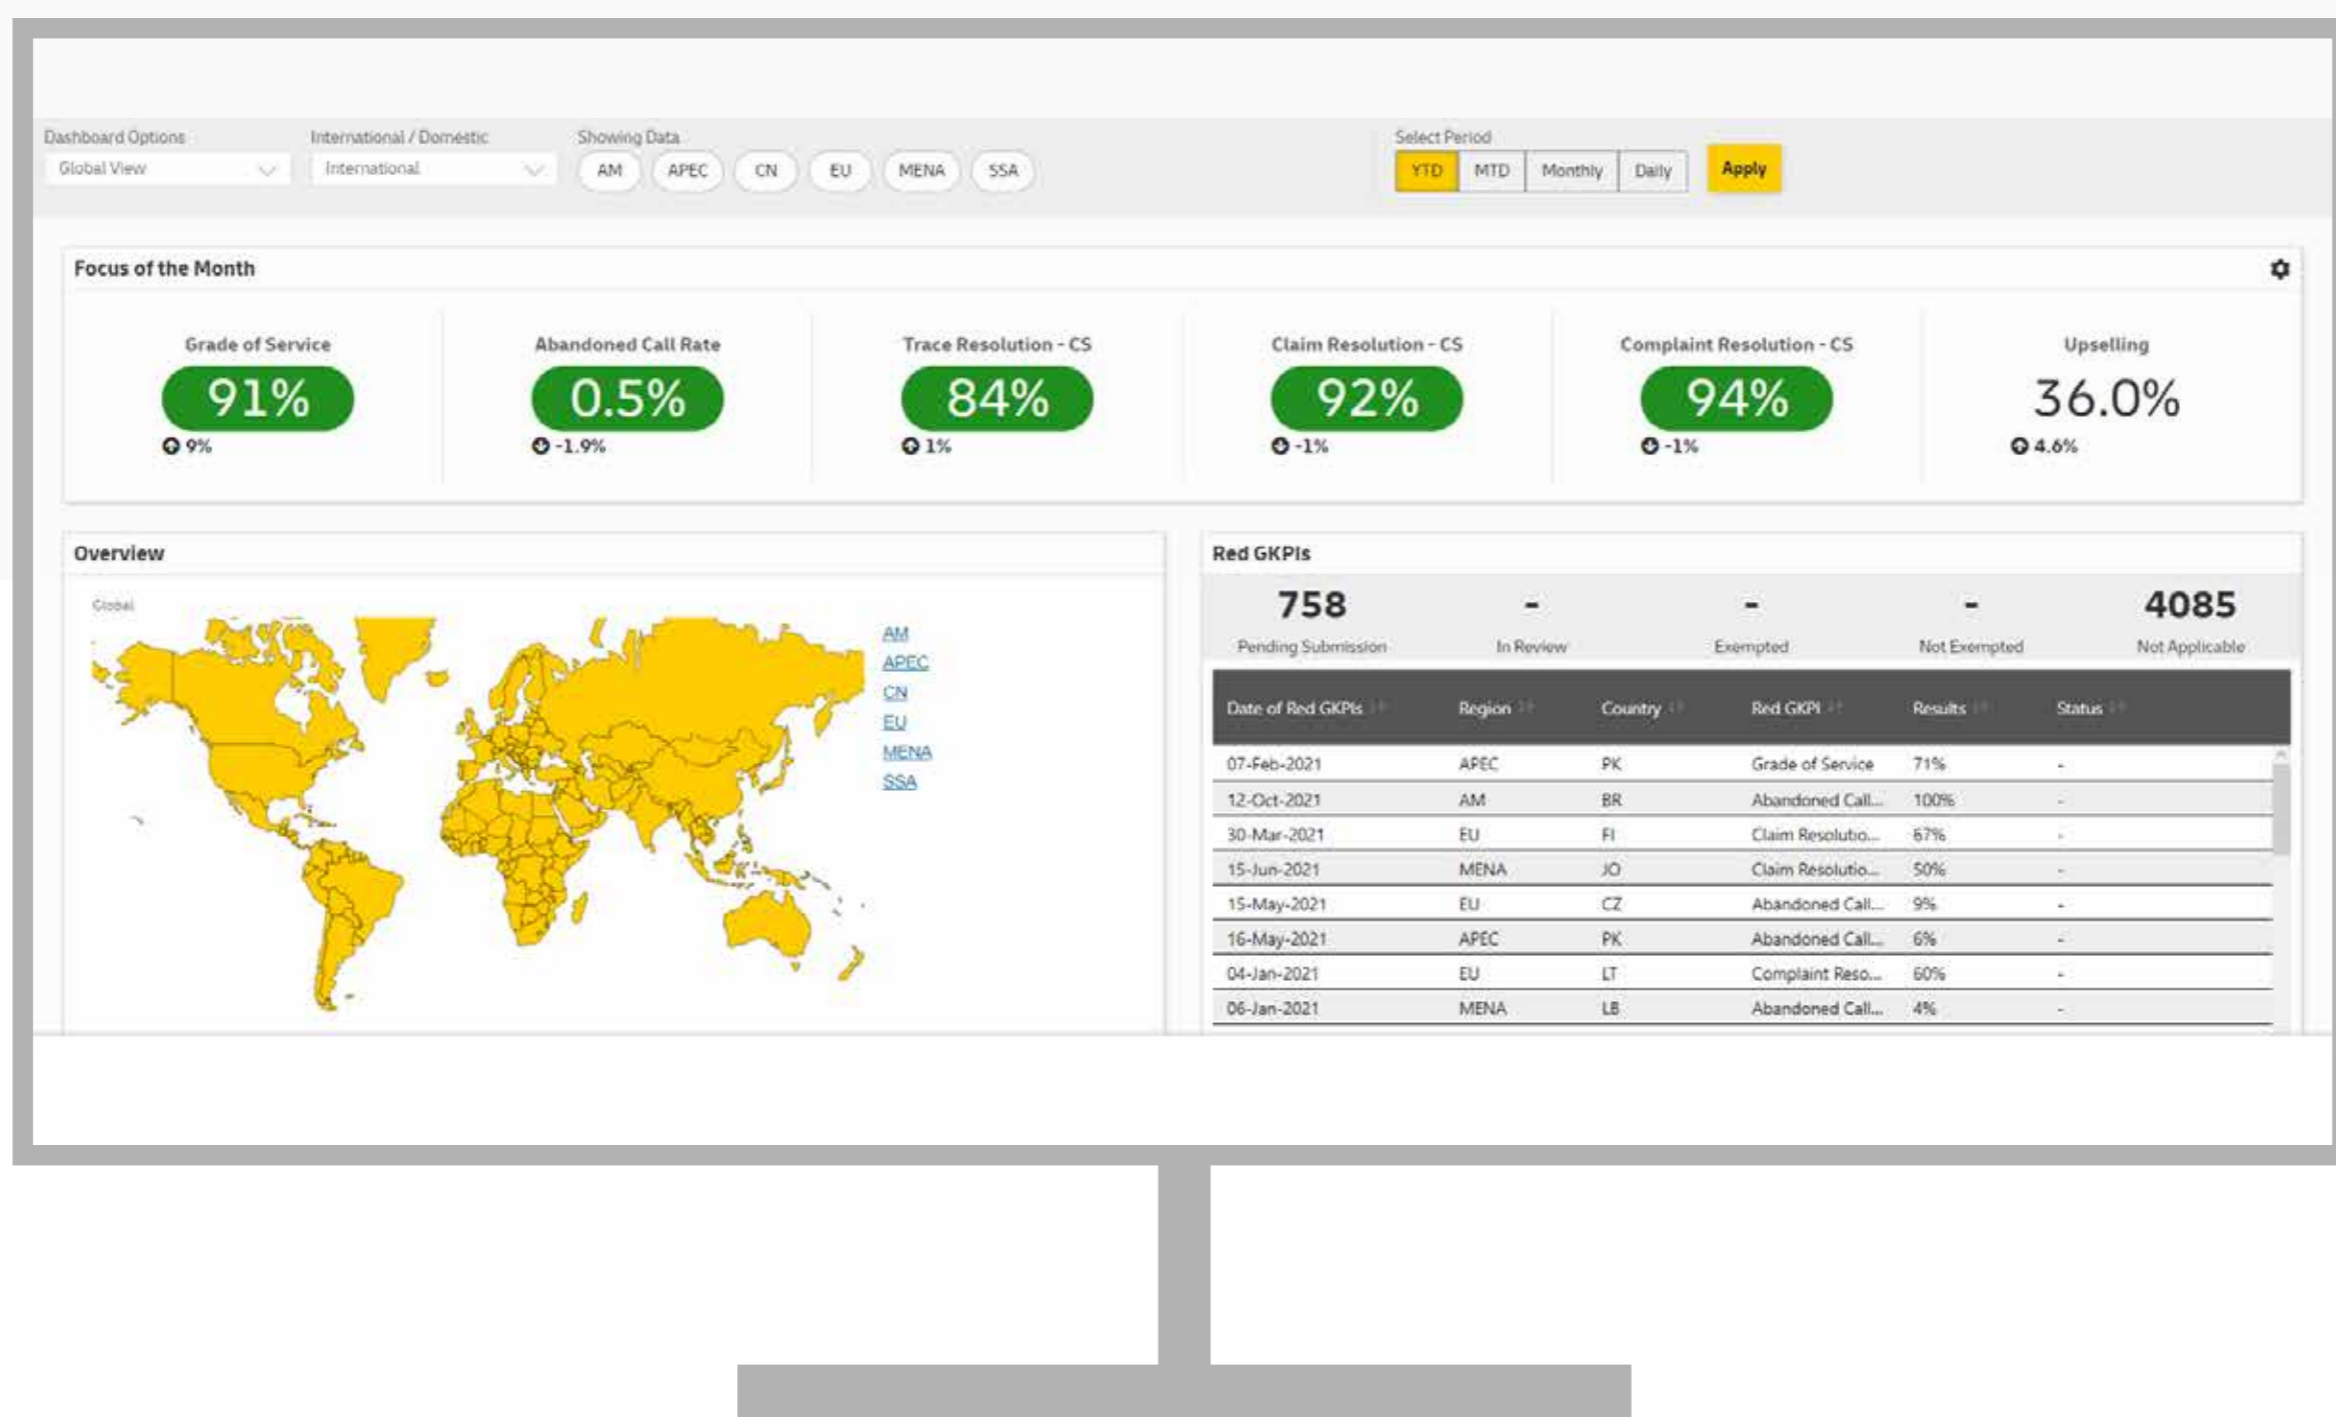 Dashboard Options International / Domestic Showing Data Select Period
Global View International AM APEC CN EU MENA SSA YTD MTD Monthly Daily Apply
Focus of the Month
Grade of Service Abandoned Call Rate Trace Resolution - CS Claim Resolution - CS Complaint Resolution - CS Upselling
91% 0.5% 84% 92% 94% 36.0%
9% -1.9% 1% -1% -1% 4.6%
Overview
Global
AM
APEC
CN
EU
MENA
SSA
Red GKPIs
758 - - - 4085
Pending Submission In Review Exempted Not Exempted Not Applicable
Date of Red GKPIs Region Country Red GKPI Results Status
07-Feb-2021 APEC PK Grade of Service 71% -
12-Oct-2021 AM BR Abandoned Call... 100% -
30-Mar-2021 EU FI Claim Resolutio... 67% -
15-Jun-2021 MENA JO Claim Resolutio... 50% -
15-May-2021 EU CZ Abandoned Call... 9% -
16-May-2021 APEC PK Abandoned Call... 6% -
04-Jan-2021 EU LT Complaint Reso... 60% -
06-Jan-2021 MENA LB Abandoned Call... 4% -